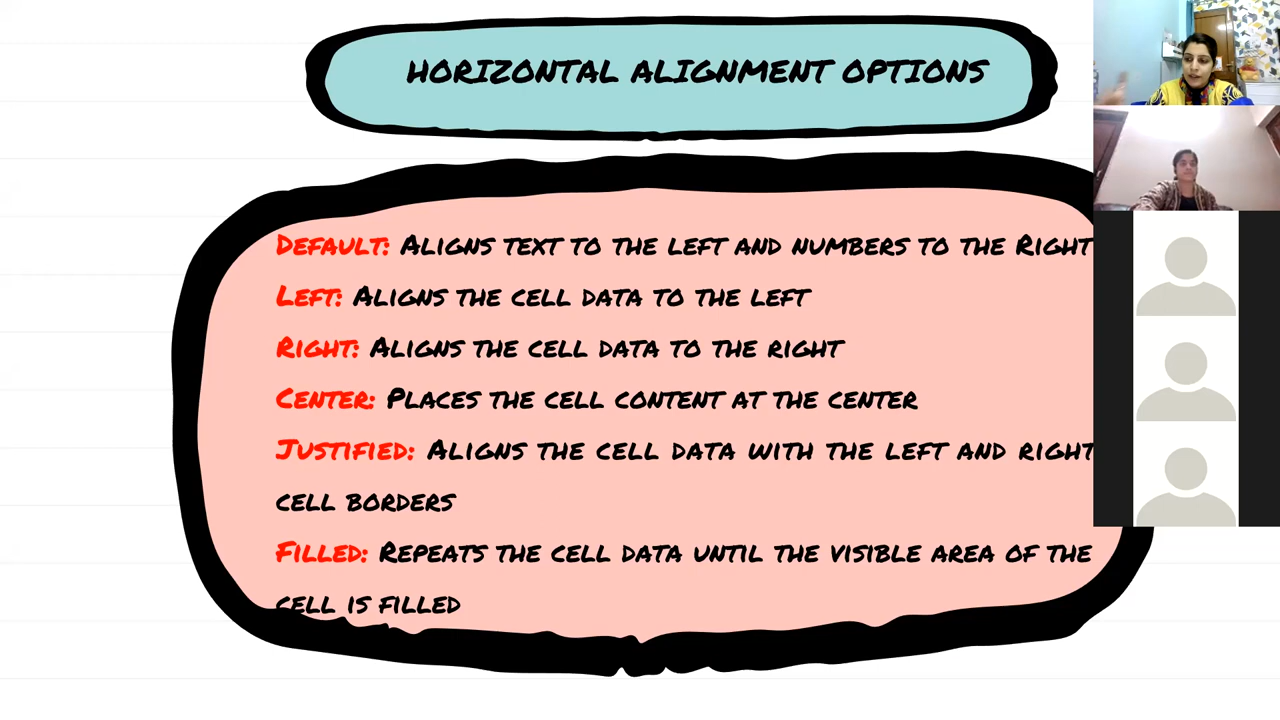 HORIZONTAL ALIGNMENT OPTIONS
DEFAULT: ALIGNS TEXT TO THE LEFT AND NUMBERS TO THE RIGHT
LEFT: ALIGNS THE CELL DATA TO THE LEFT
RIGHT: ALIGNS THE CELL DATA TO THE RIGHT
CENTER: PLACES THE CELL CONTENT AT THE CENTER
JUSTIFIED: ALIGNS THE CELL DATA WITH THE LEFT AND RIGHT
CELL BORDERS
FILLED: REPEATS THE CELL DATA UNTIL THE VISIBLE AREA OF THE
CELL IS FILLED